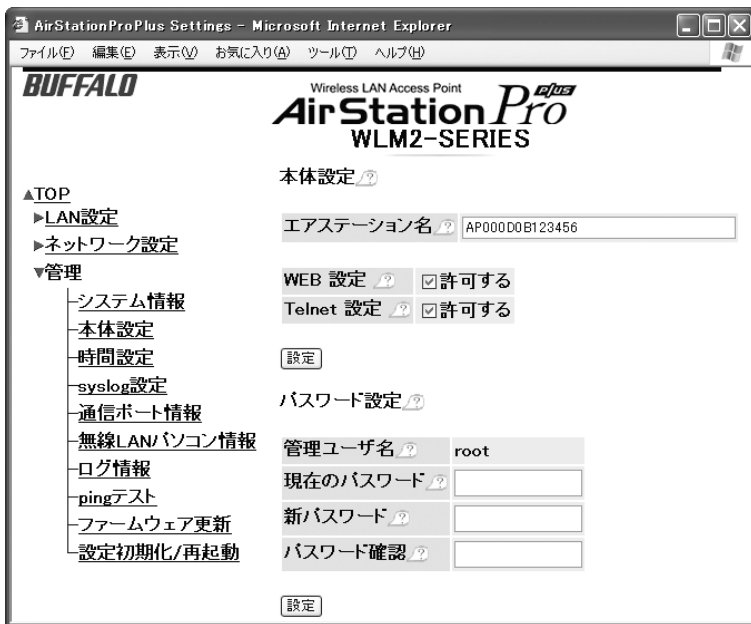 AirStationProPlus Settings - Microsoft Internet Explorer
ファイル(F) 編集(E) 表示(V) お気に入り(A) ツール(T) ヘルプ(H)
BUFFALO
Wireless LAN Access Point
AirStation Pro plus
WLM2-SERIES
▲TOP
▶LAN設定
▶ネットワーク設定
▼管理
システム情報
本体設定
時間設定
syslog設定
通信ポート情報
無線LANパソコン情報
ログ情報
pingテスト
ファームウェア更新
設定初期化/再起動
本体設定 ?
エアステーション名 ? AP000D0B123456
WEB 設定 ? 許可する
Telnet 設定 ? 許可する
設定
パスワード設定 ?
管理ユーザ名 ? root
現在のパスワード ?
新パスワード ?
パスワード確認 ?
設定